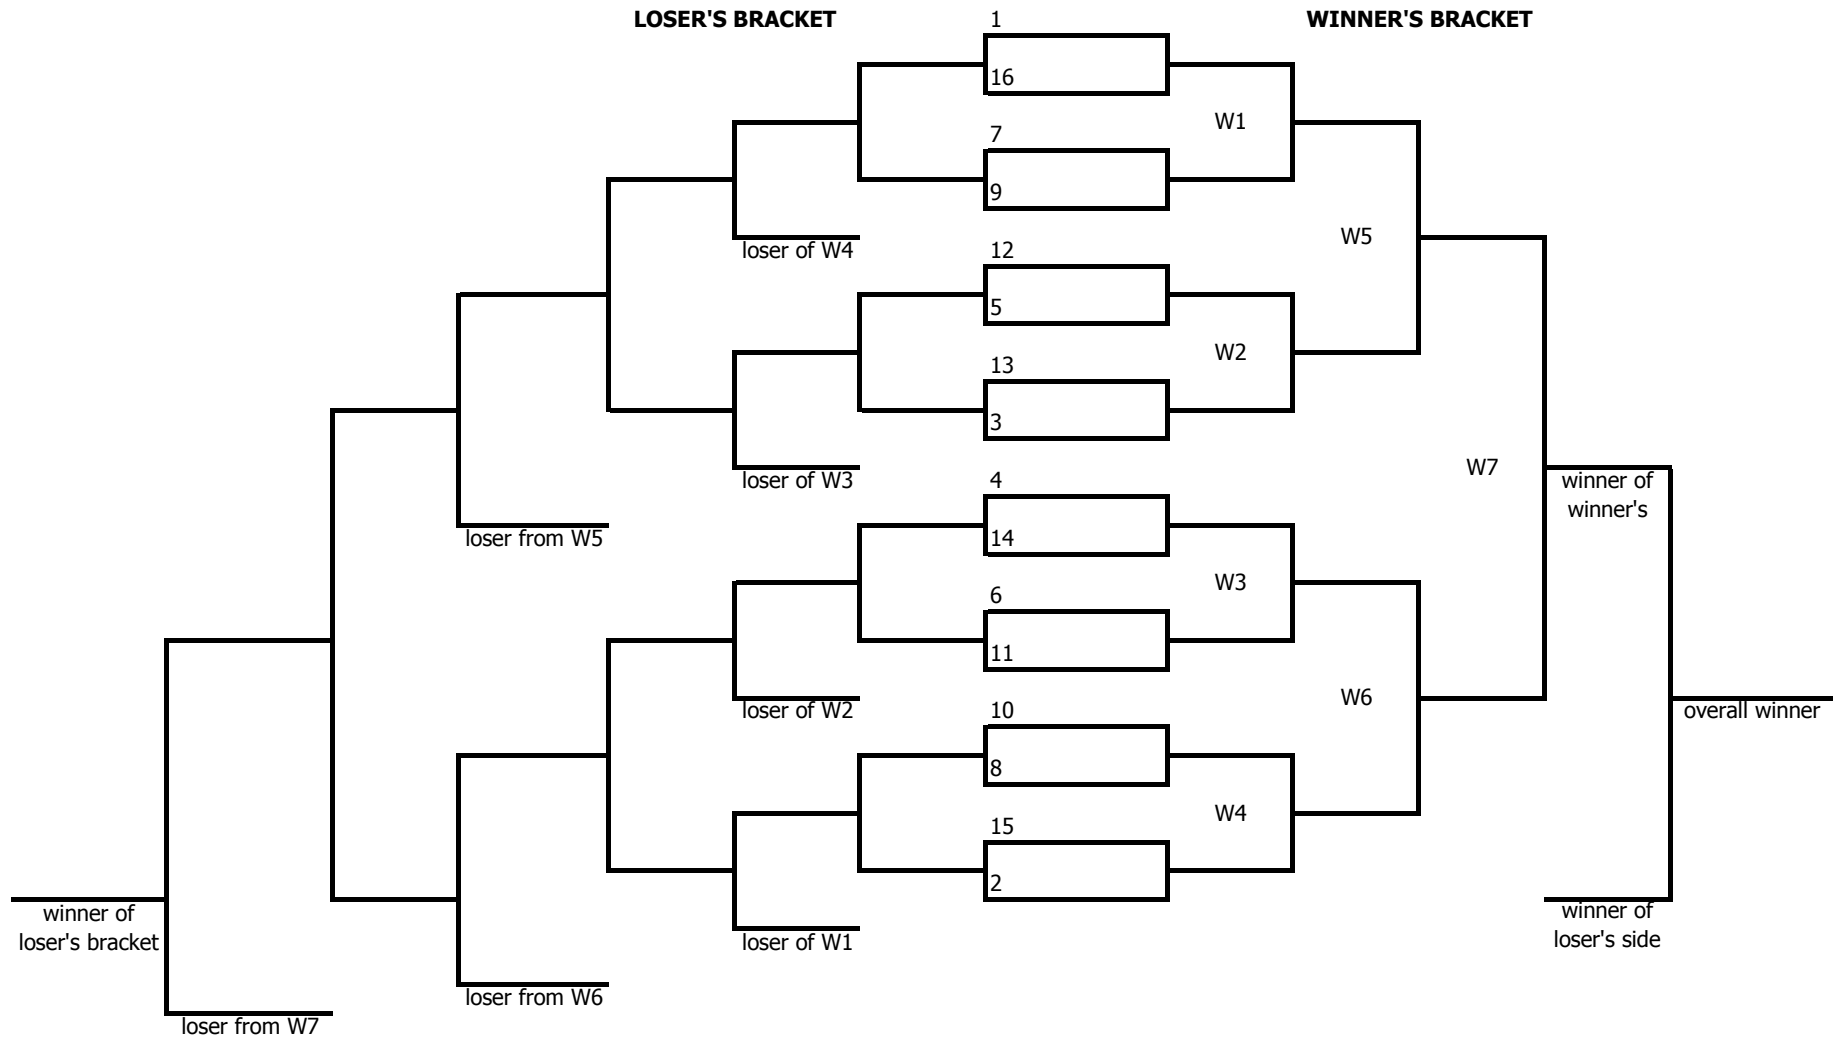 LOSER'S BRACKET
WINNER'S BRACKET
1
16
W1
7
9
loser of W4
W5
12
5
W2
13
3
loser of W3
W7
4
14
winner of
winner's
loser from W5
W3
6
11
loser of W2
W6
10
overall winner
8
W4
15
2
winner of
loser's bracket
loser of W1
winner of
loser's side
loser from W6
loser from W7